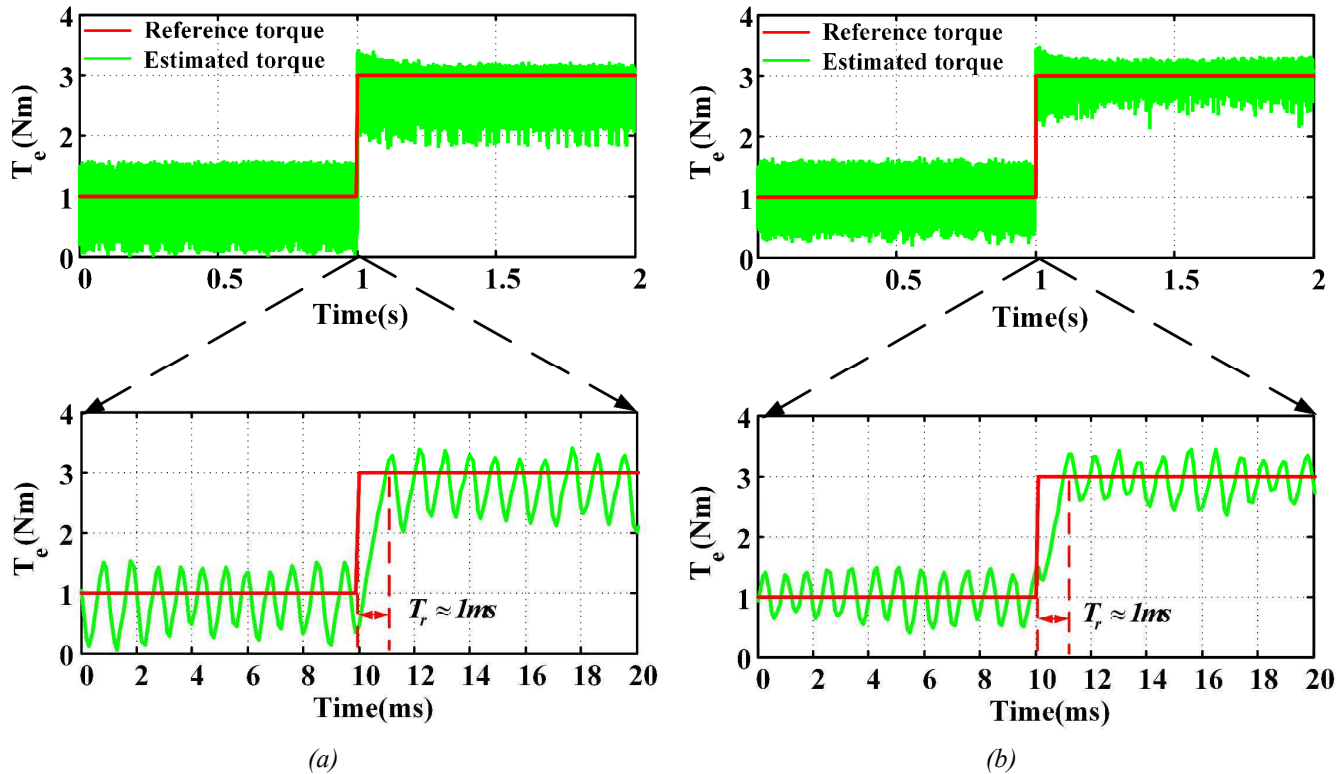 4
3
2
1
0
T_e (Nm)
Reference torque
Estimated torque
0 0.5 1 1.5 2
Time(s)
4
3
2
1
0
T_e (Nm)
T_r ≈ 1ms
0 2 4 6 8 10 12 14 16 18 20
Time(ms)
(a)
4
3
2
1
0
T_e (Nm)
Reference torque
Estimated torque
0 0.5 1 1.5 2
Time(s)
4
3
2
1
0
T_e (Nm)
T_r ≈ 1ms
0 2 4 6 8 10 12 14 16 18 20
Time(ms)
(b)